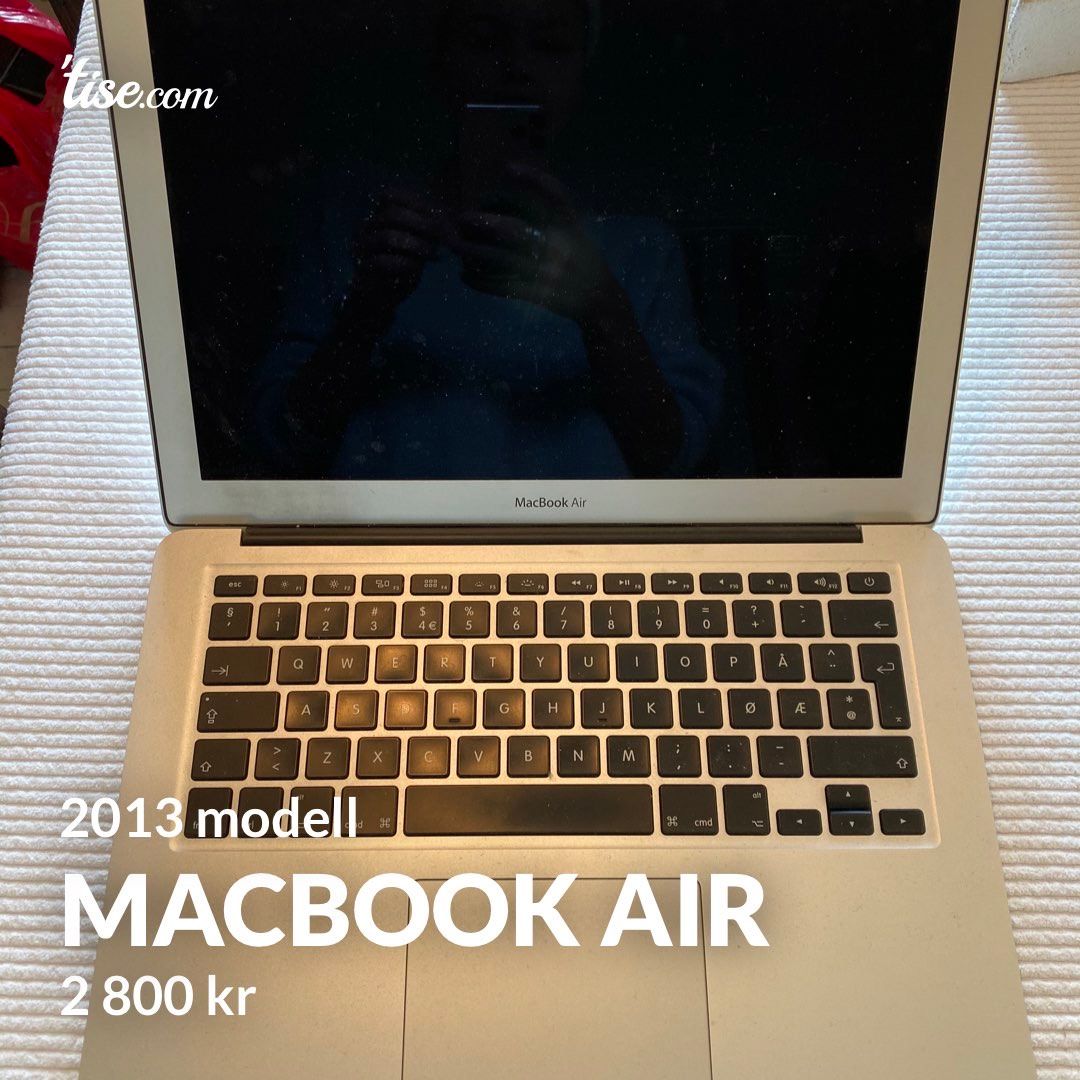 'tise.com
MacBook Air
esc F1 F2 F3 F4 F5 F6 F7 F8 F9 F10 F11 F12
§ ! " # $ % & / ( ) = ? `
' 1 2 3 4 € 5 6 7 8 9 0 + ´
Q W E R T Y U I O P Å ^ ¨
A S D F G H J K L Ø Æ * @
> < Z X C V B N M ; , : . _ -
cmd ⌘ ⌘ cmd alt
2013 modell
MACBOOK AIR
2 800 kr